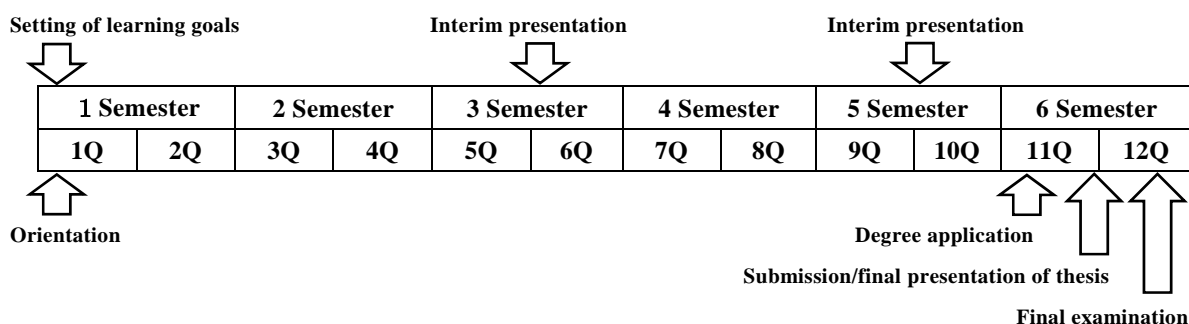 Setting of learning goals Interim presentation Interim presentation
1 Semester 2 Semester 3 Semester 4 Semester 5 Semester 6 Semester
1Q 2Q 3Q 4Q 5Q 6Q 7Q 8Q 9Q 10Q 11Q 12Q
Orientation Degree application
Submission/final presentation of thesis
Final examination